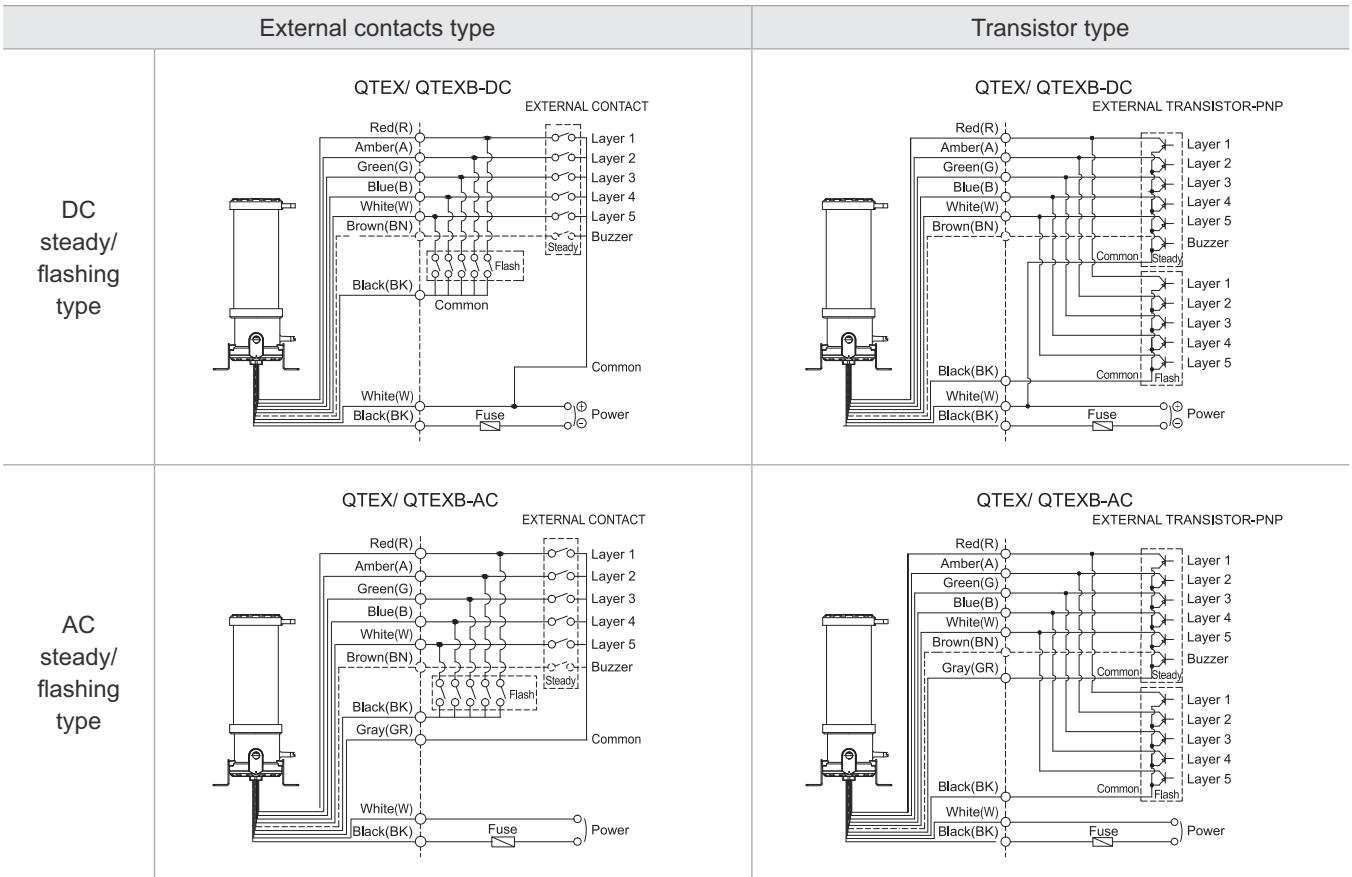 External contacts type
Transistor type
DC
steady/
flashing
type
QTEX/ QTEXB-DC
EXTERNAL CONTACT
Red(R)
Layer 1
Amber(A)
Layer 2
Green(G)
Layer 3
Blue(B)
Layer 4
White(W)
Layer 5
Brown(BN)
Buzzer
Steady
Flash
Black(BK)
Common
Common
White(W)
Black(BK)
Fuse
⊕
⊖
Power
QTEX/ QTEXB-DC
EXTERNAL TRANSISTOR-PNP
Red(R)
Layer 1
Amber(A)
Layer 2
Green(G)
Layer 3
Blue(B)
Layer 4
White(W)
Layer 5
Brown(BN)
Buzzer
Common
Steady
Layer 1
Layer 2
Layer 3
Layer 4
Layer 5
Black(BK)
Common
Flash
White(W)
Black(BK)
Fuse
⊕
⊖
Power
AC
steady/
flashing
type
QTEX/ QTEXB-AC
EXTERNAL CONTACT
Red(R)
Layer 1
Amber(A)
Layer 2
Green(G)
Layer 3
Blue(B)
Layer 4
White(W)
Layer 5
Brown(BN)
Buzzer
Steady
Flash
Black(BK)
Gray(GR)
Common
White(W)
Black(BK)
Fuse
Power
QTEX/ QTEXB-AC
EXTERNAL TRANSISTOR-PNP
Red(R)
Layer 1
Amber(A)
Layer 2
Green(G)
Layer 3
Blue(B)
Layer 4
White(W)
Layer 5
Brown(BN)
Buzzer
Gray(GR)
Common
Steady
Layer 1
Layer 2
Layer 3
Layer 4
Layer 5
Black(BK)
Common
Flash
White(W)
Black(BK)
Fuse
Power